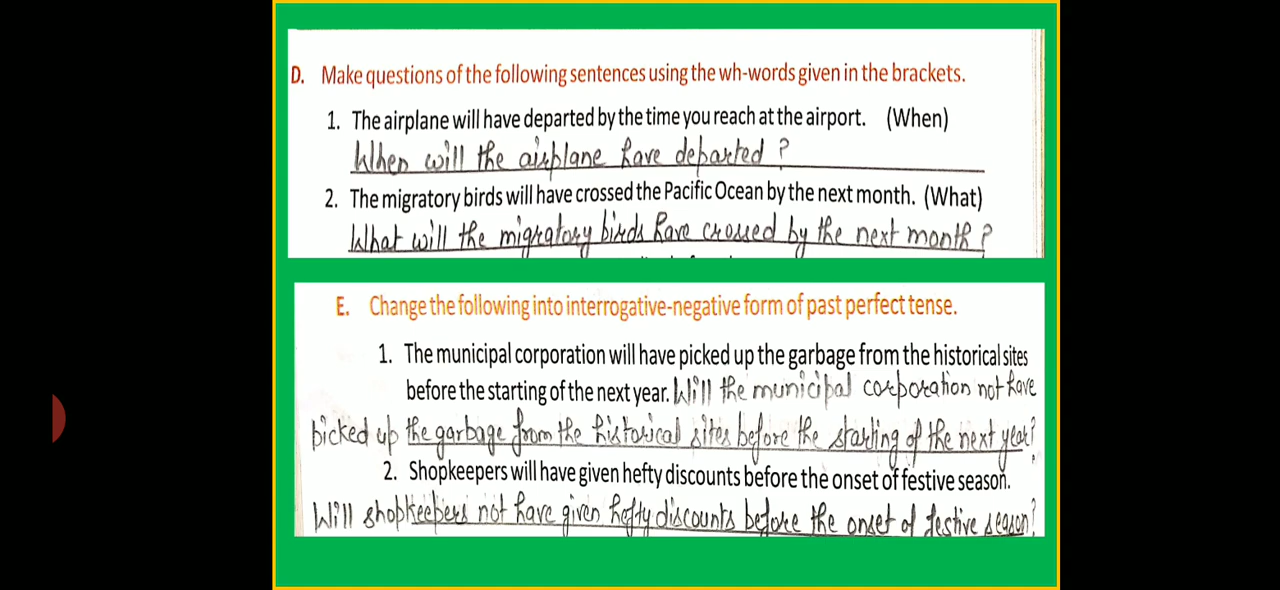 D. Make questions of the following sentences using the wh-words given in the brackets.
1. The airplane will have departed by the time you reach at the airport. (When)
When will the airplane have departed ?
2. The migratory birds will have crossed the Pacific Ocean by the next month. (What)
What will the migratory birds have crossed by the next month ?
E. Change the following into interrogative-negative form of past perfect tense.
1. The municipal corporation will have picked up the garbage from the historical sites
before the starting of the next year. Will the municipal corporation not have
picked up the garbage from the historical sites before the starting of the next year?
2. Shopkeepers will have given hefty discounts before the onset of festive season.
Will shopkeepers not have given hefty discounts before the onset of festive season?